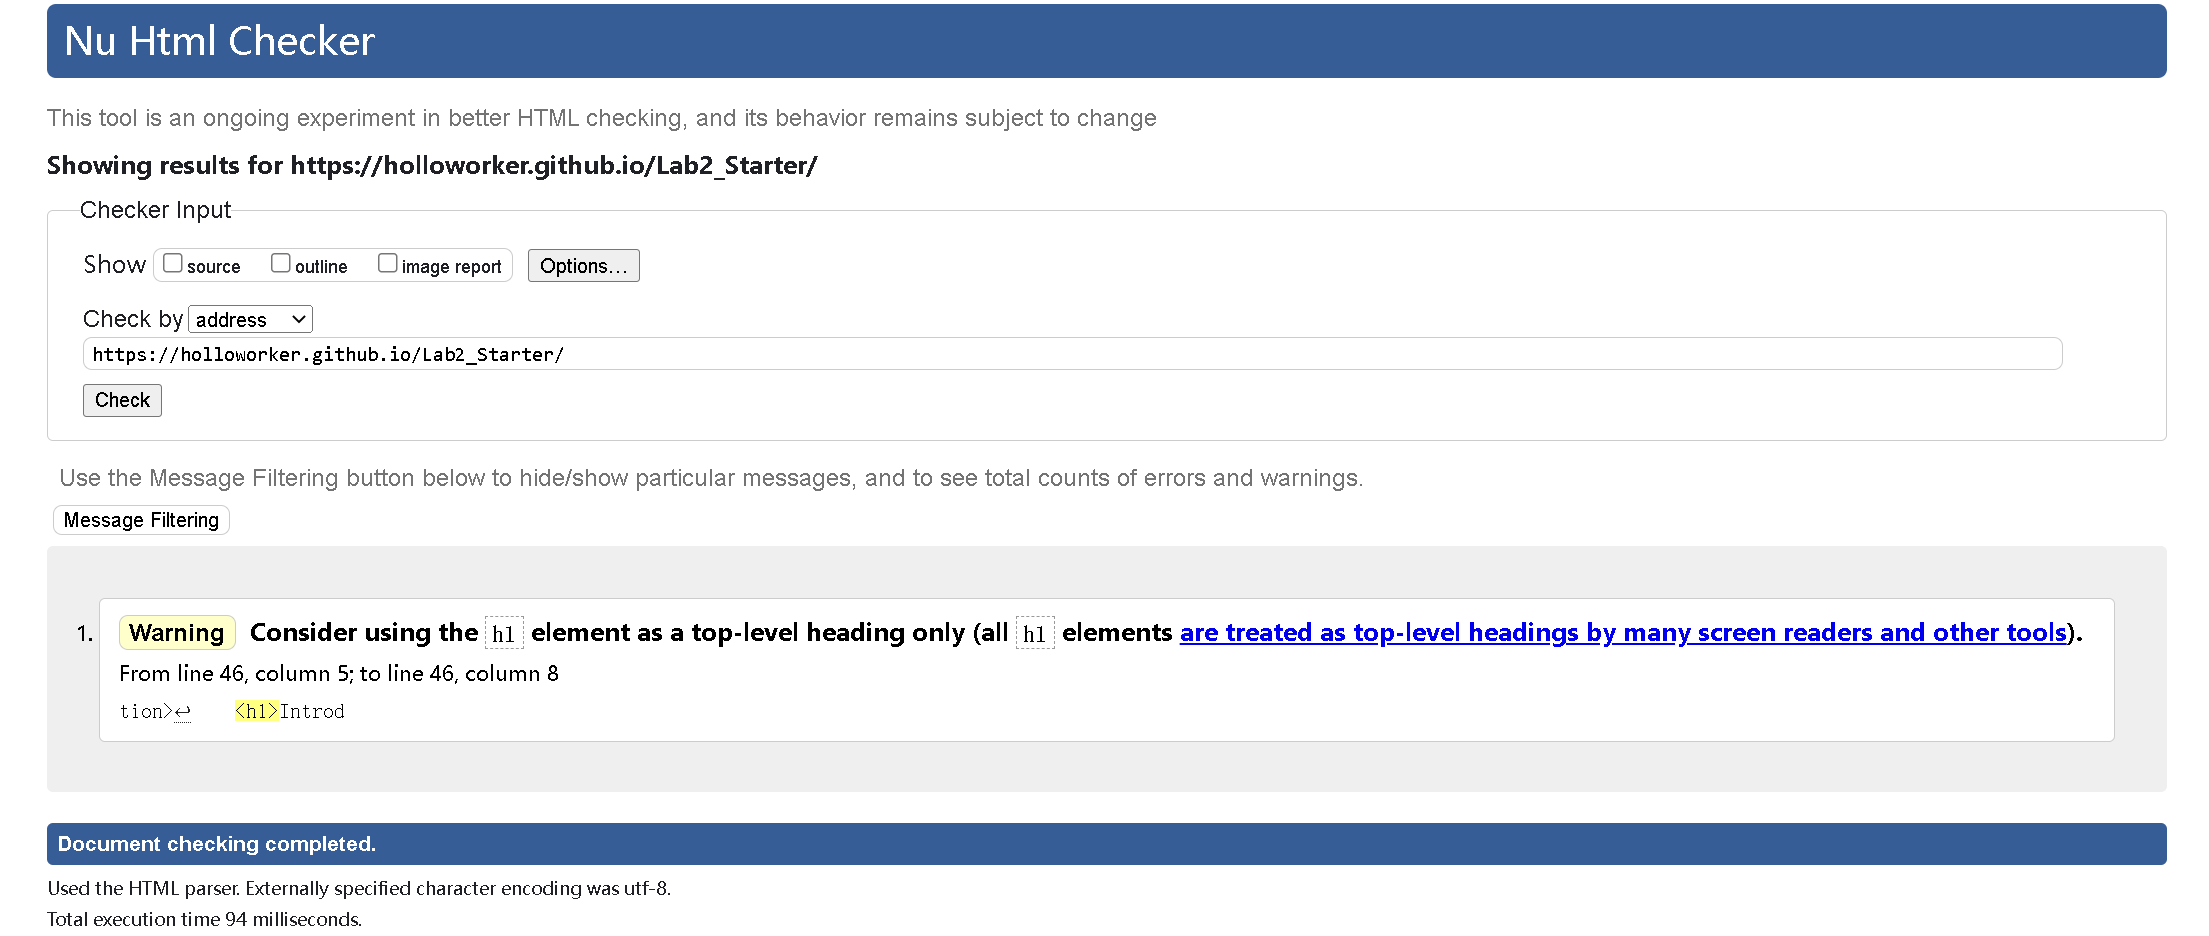 Nu Html Checker
This tool is an ongoing experiment in better HTML checking, and its behavior remains subject to change
Showing results for https://holloworker.github.io/Lab2_Starter/
Checker Input
Show source outline image report Options...
Check by address
https://holloworker.github.io/Lab2_Starter/
Check
Use the Message Filtering button below to hide/show particular messages, and to see total counts of errors and warnings.
Message Filtering
1. Warning Consider using the h1 element as a top-level heading only (all h1 elements are treated as top-level headings by many screen readers and other tools).
From line 46, column 5; to line 46, column 8
tion>↩ <h1>Introd
Document checking completed.
Used the HTML parser. Externally specified character encoding was utf-8.
Total execution time 94 milliseconds.